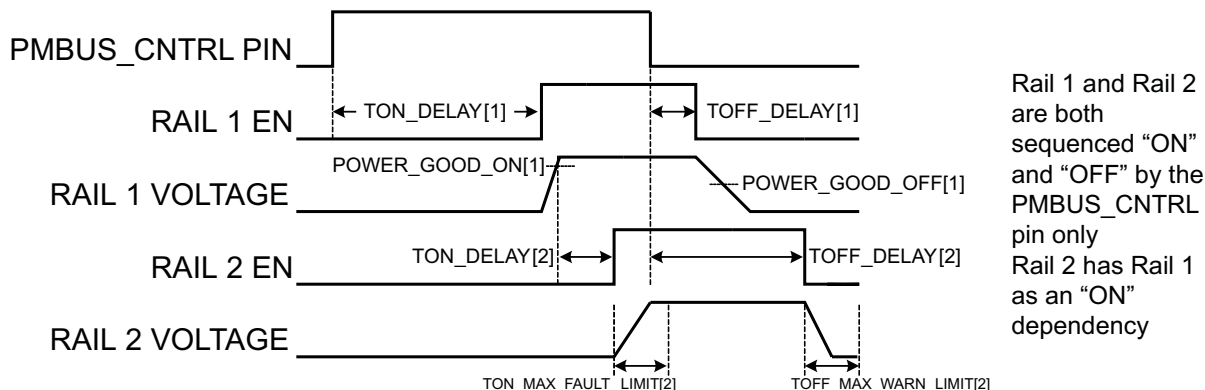 PMBUS_CNTRL PIN
RAIL 1 EN
TON_DELAY[1]
TOFF_DELAY[1]
RAIL 1 VOLTAGE
POWER_GOOD_ON[1]
POWER_GOOD_OFF[1]
RAIL 2 EN
TON_DELAY[2]
TOFF_DELAY[2]
RAIL 2 VOLTAGE
TON_MAX_FAULT_LIMIT[2]
TOFF_MAX_WARN_LIMIT[2]
Rail 1 and Rail 2
are both
sequenced “ON”
and “OFF” by the
PMBUS_CNTRL
pin only
Rail 2 has Rail 1
as an “ON”
dependency